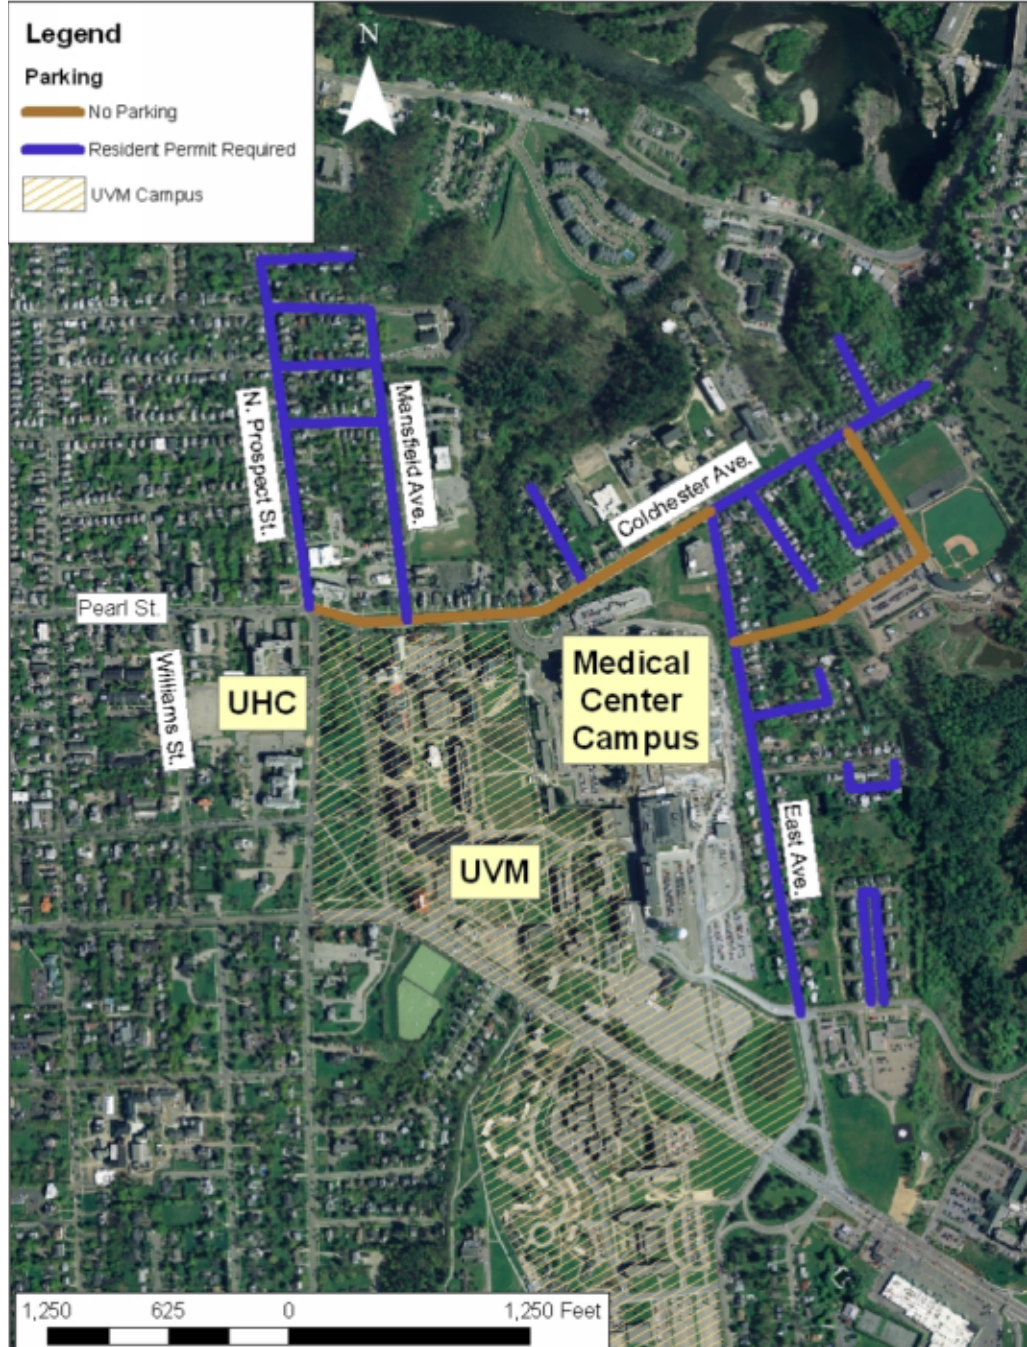 Legend
Parking
No Parking
Resident Permit Required
UVM Campus
N
N. Prospect St.
Mansfield Ave.
Colchester Ave.
Pearl St.
Williams St.
UHC
Medical
Center
Campus
UVM
East Ave.
1,250 625 0 1,250 Feet